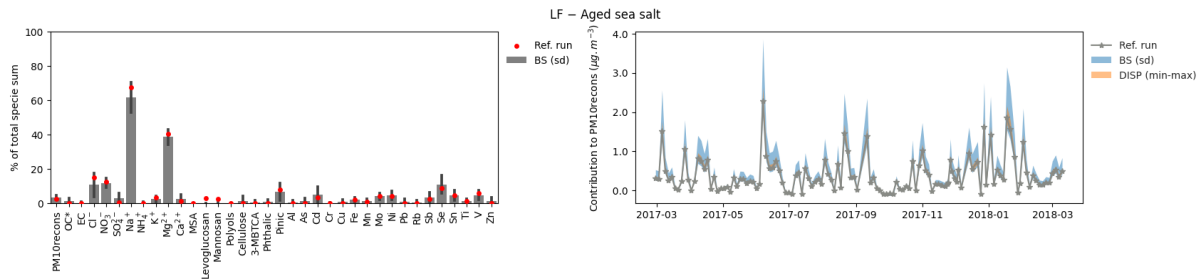 LF − Aged sea salt
% of total specie sum
100
80
60
40
20
0
PM10recons
OC*
EC
Cl⁻
NO₃⁻
SO₄²⁻
Na⁺
NH₄⁺
K⁺
Mg²⁺
Ca²⁺
MSA
Levoglucosan
Mannosan
Polyols
Cellulose
3-MBTCA
Phthalic
Pinic
Al
As
Cd
Cr
Cu
Fe
Mn
Mo
Ni
Pb
Rb
Sb
Se
Sn
Ti
V
Zn
Ref. run
BS (sd)
Contribution to PM10recons (μg. m⁻³)
4.0
3.0
2.0
1.0
0.0
2017-03
2017-05
2017-07
2017-09
2017-11
2018-01
2018-03
Ref. run
BS (sd)
DISP (min-max)